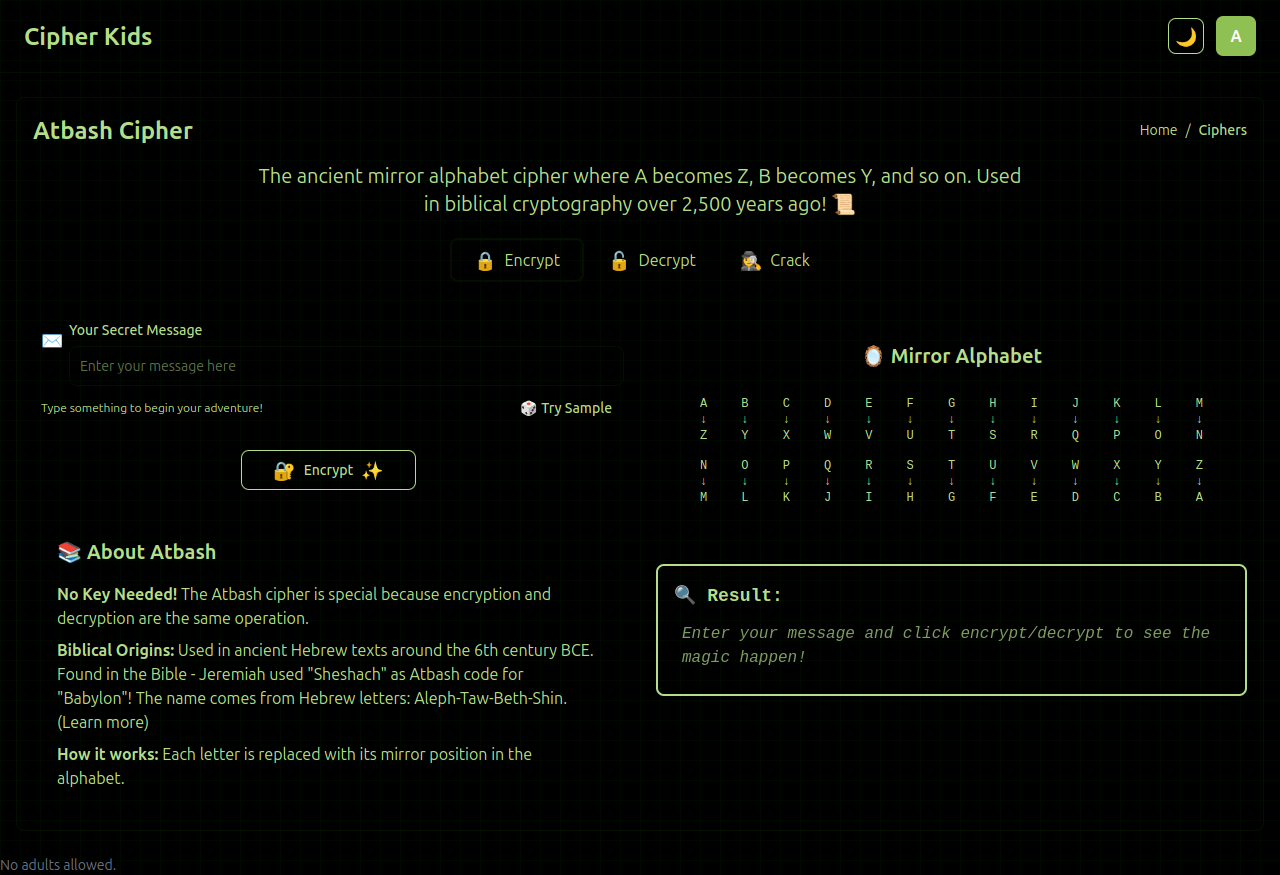 Cipher Kids
A
Atbash Cipher
Home / Ciphers
The ancient mirror alphabet cipher where A becomes Z, B becomes Y, and so on. Used
in biblical cryptography over 2,500 years ago! 📜
🔒 Encrypt
🔓 Decrypt
🕵️ Crack
Your Secret Message
Enter your message here
Type something to begin your adventure!
🎲 Try Sample
🔐 Encrypt ✨
🪞 Mirror Alphabet
A B C D E F G H I J K L M
↓ ↓ ↓ ↓ ↓ ↓ ↓ ↓ ↓ ↓ ↓ ↓ ↓
Z Y X W V U T S R Q P O N
N O P Q R S T U V W X Y Z
↓ ↓ ↓ ↓ ↓ ↓ ↓ ↓ ↓ ↓ ↓ ↓ ↓
M L K J I H G F E D C B A
📚 About Atbash
No Key Needed! The Atbash cipher is special because encryption and
decryption are the same operation.
Biblical Origins: Used in ancient Hebrew texts around the 6th century BCE.
Found in the Bible - Jeremiah used "Sheshach" as Atbash code for
"Babylon"! The name comes from Hebrew letters: Aleph-Taw-Beth-Shin.
(Learn more)
How it works: Each letter is replaced with its mirror position in the
alphabet.
🔍 Result:
Enter your message and click encrypt/decrypt to see the
magic happen!
No adults allowed.